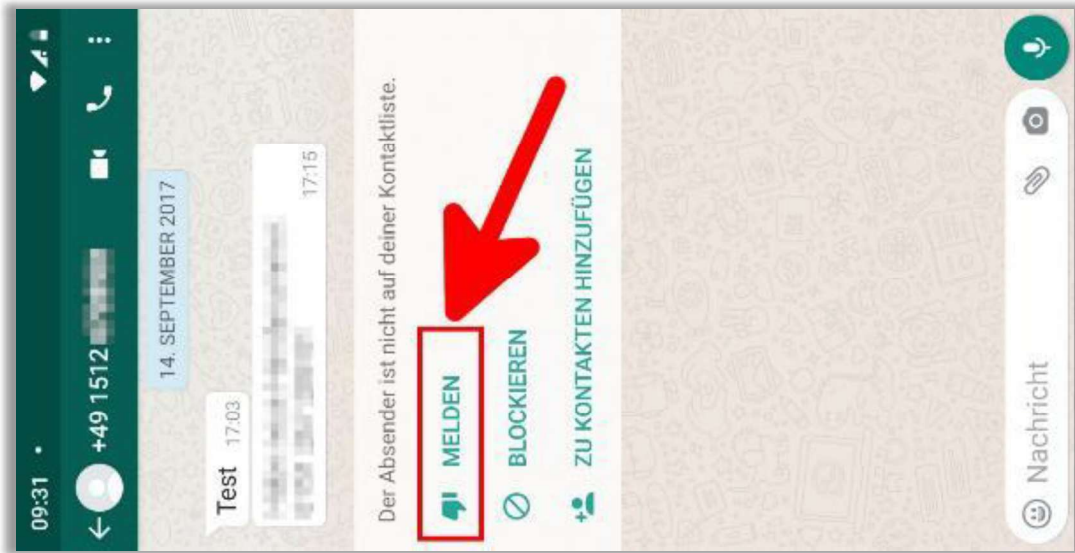 09:31
+49 1512
14. SEPTEMBER 2017
Test 17:03
17:15
Der Absender ist nicht auf deiner Kontaktliste.
MELDEN
BLOCKIEREN
ZU KONTAKTEN HINZUFÜGEN
Nachricht